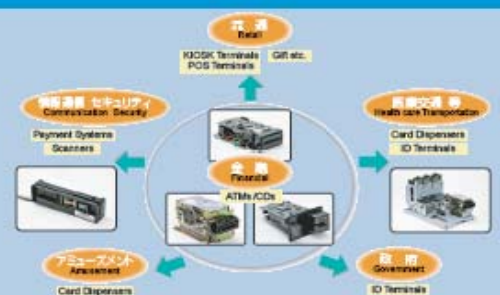 流 通
Retail
KIOSK Terminals Gift etc.
POS Terminals
情報通信 セキュリティ
Communication Security
Payment Systems
Scanners
医療交通 等
Health care Transportation
Card Dispensers
ID Terminals
金 融
Financial
ATMs/CDs
アミューズメント
Amusement
Card Dispensers
政 府
Government
ID Terminals